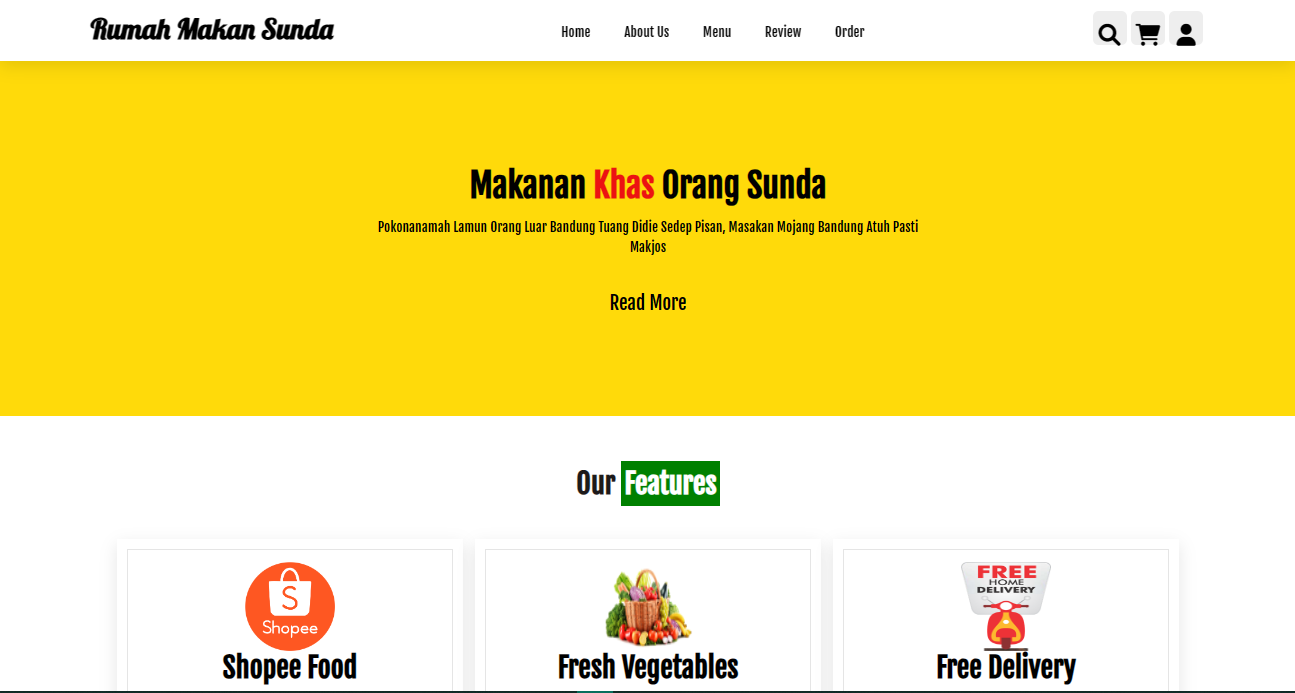 Rumah Makan Sunda
Home About Us Menu Review Order
Makanan Khas Orang Sunda
Pokonanamah Lamun Orang Luar Bandung Tuang Didie Sedep Pisan, Masakan Mojang Bandung Atuh Pasti
Makjos
Read More
Our Features
S
Shopee
Shopee Food
Fresh Vegetables
FREE
HOME
DELIVERY
Free Delivery